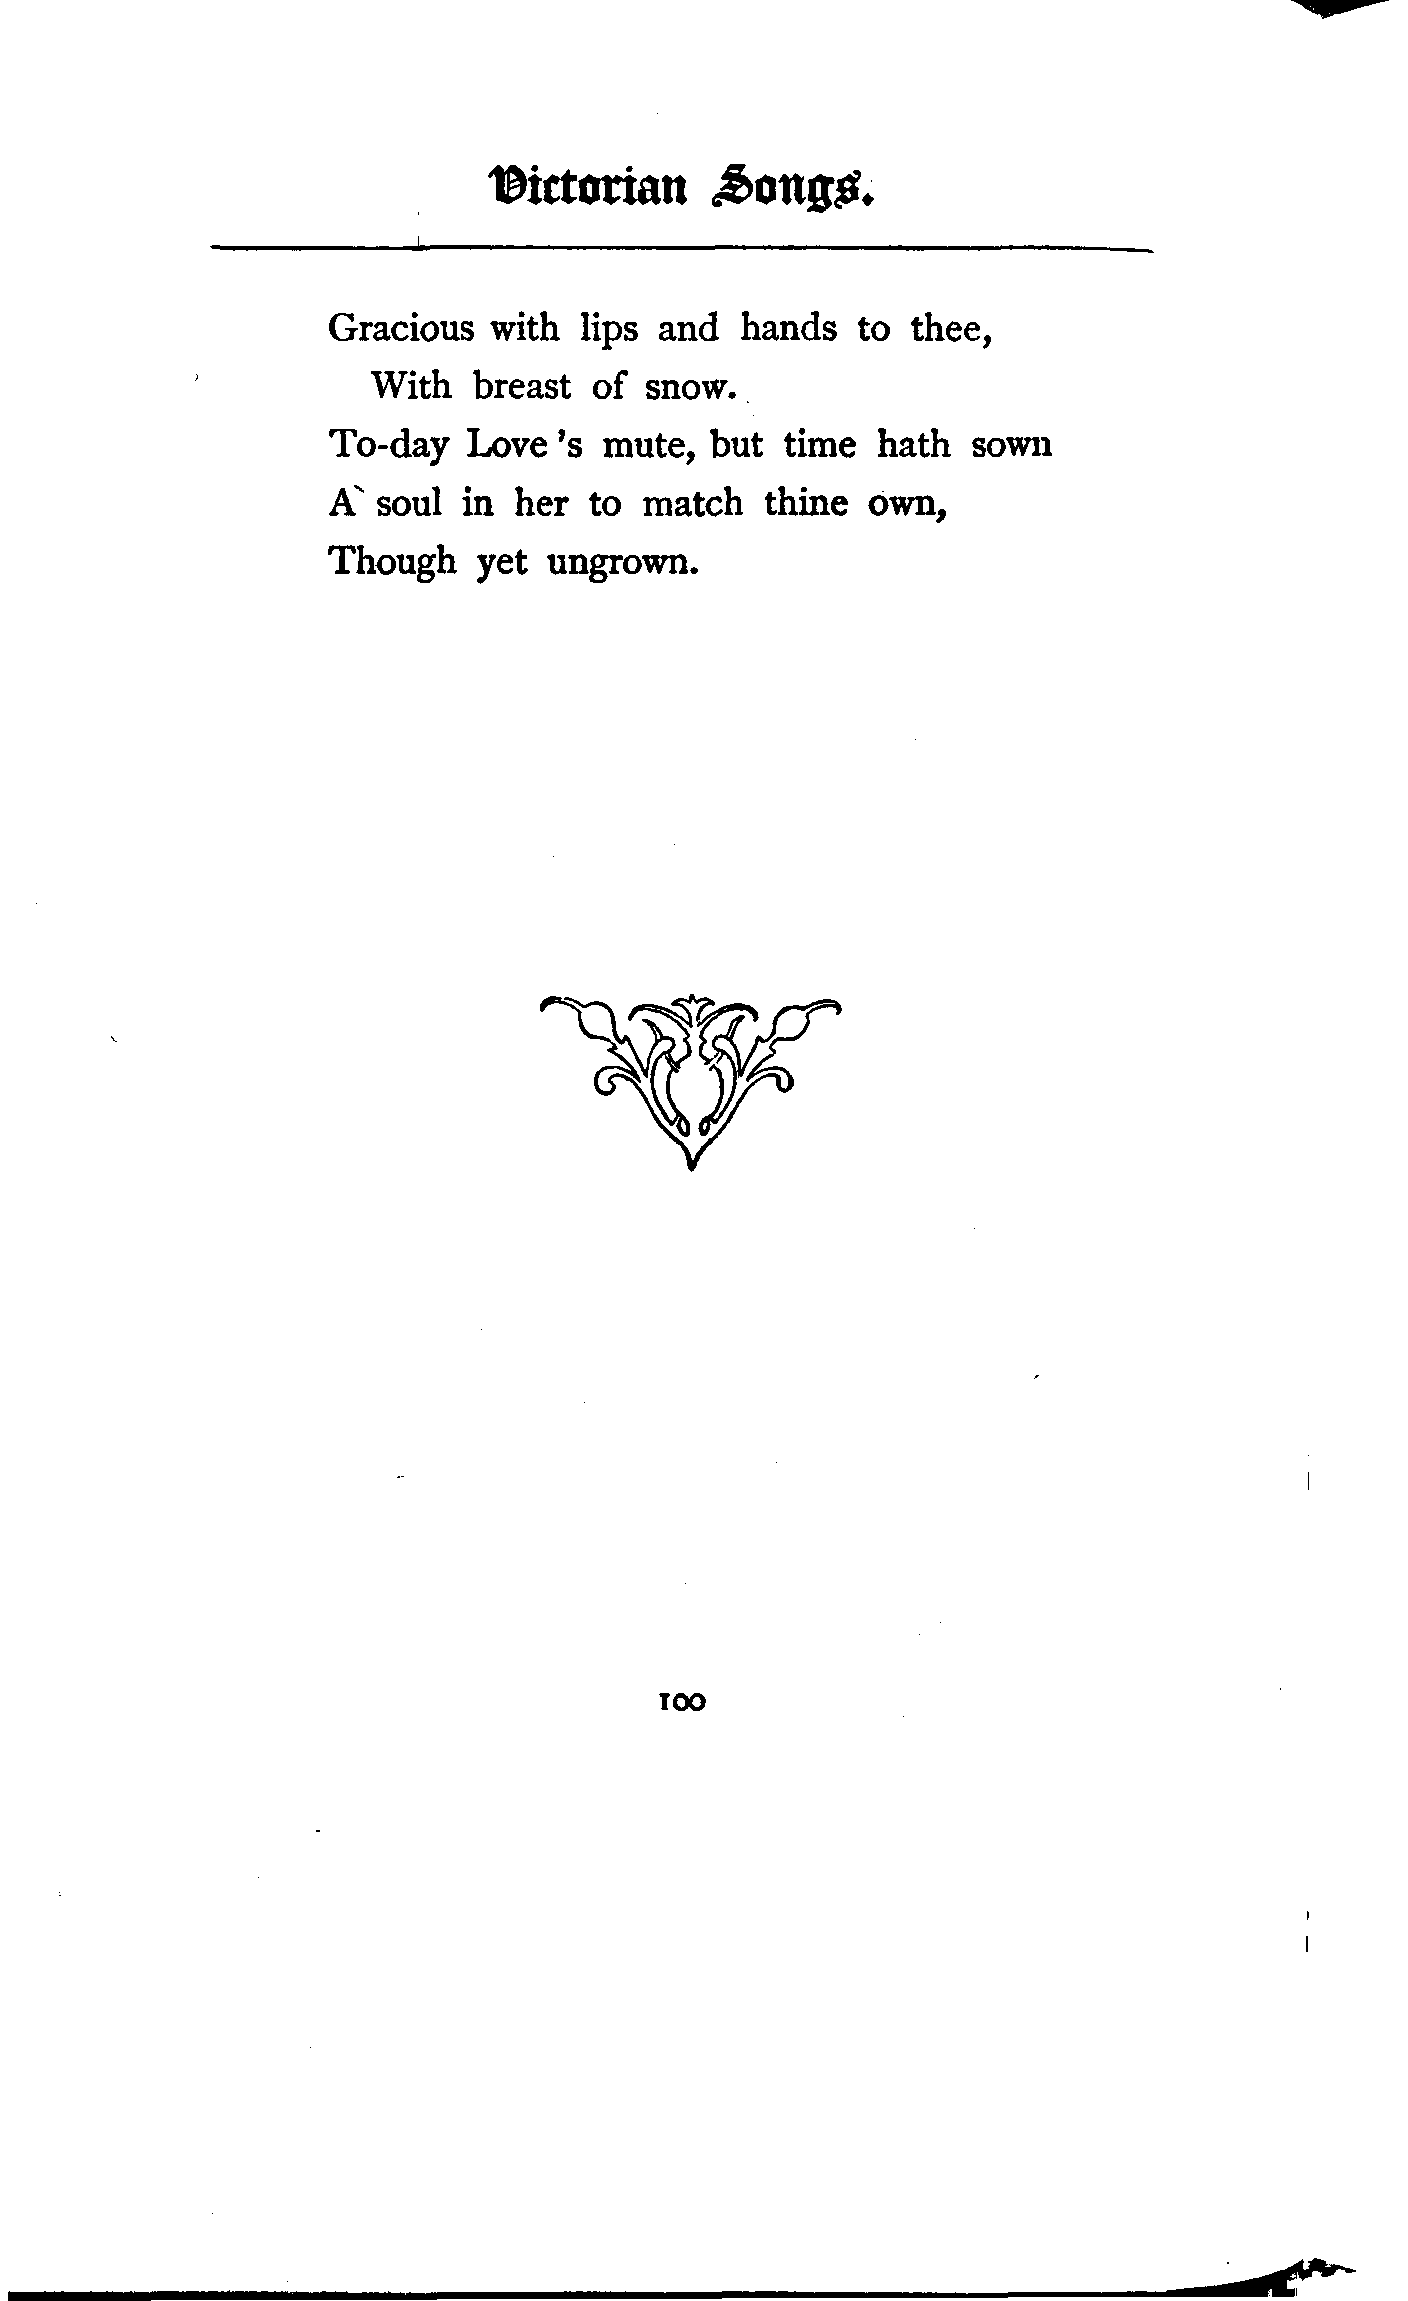 Victorian Songs.
Gracious with lips and hands to thee,
With breast of snow.
To-day Love 's mute, but time hath sown
A soul in her to match thine own,
Though yet ungrown.
100